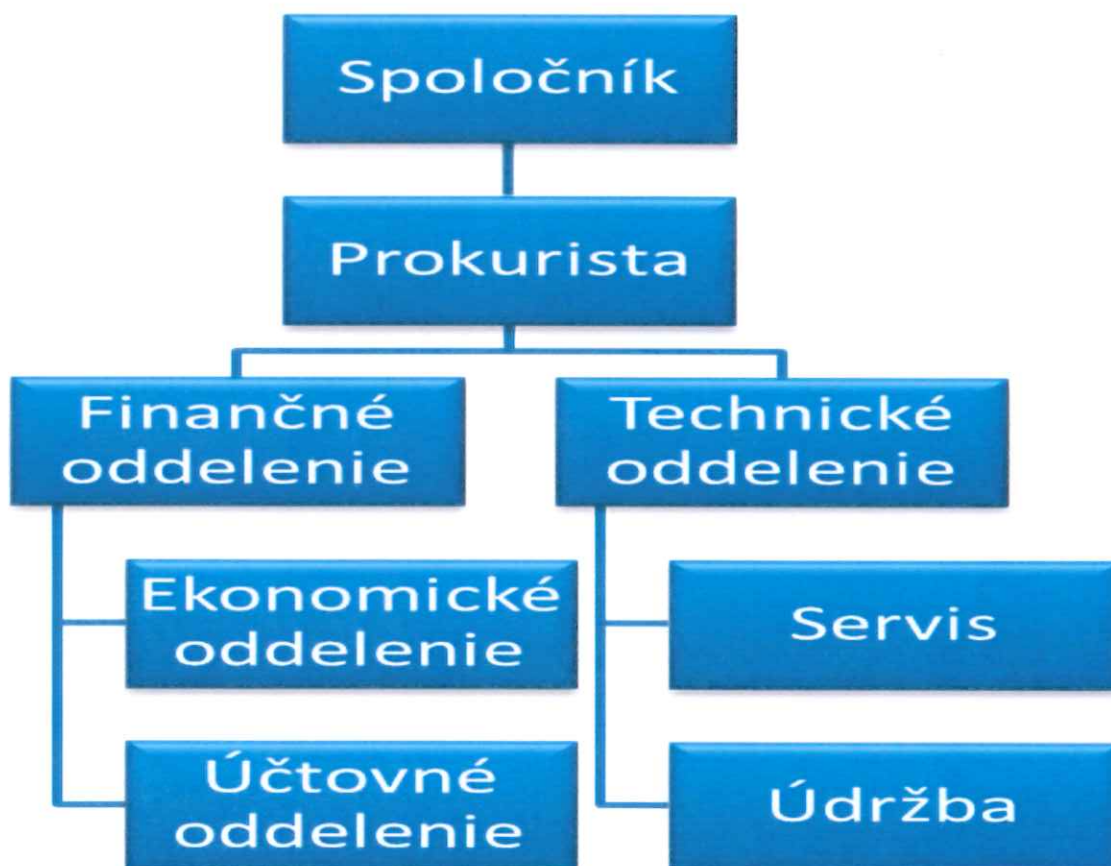 Spoločník
Prokurista
Finančné
oddelenie
Technické
oddelenie
Ekonomické
oddelenie
Servis
Účtovné
oddelenie
Údržba